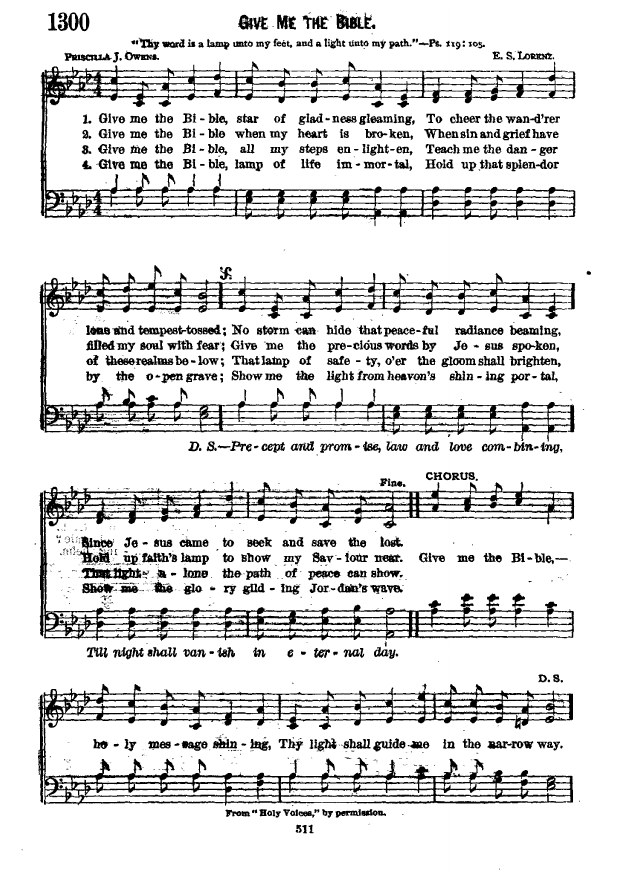 1300
GIVE ME THE BIBLE.
"Thy word is a lamp unto my feet, and a light unto my path."—Ps. 119: 105.
PRISCILLA J. OWENS. E. S. LORENZ.
1. Give me the Bi - ble, star of glad - ness gleaming, To cheer the wand'rer
2. Give me the Bi - ble when my heart is bro - ken, When sin and grief have
3. Give me the Bi - ble, all my steps en - light - en, Teach me the dan - ger
4. Give me the Bi - ble, lamp of life im - mor - tal, Hold up that splen - dor
lone and tempest - tossed; No storm can hide that peace - ful radiance beaming,
filled my soul with fear; Give me the pre - cious words by Je - sus spo - ken,
of these realms be - low; That lamp of safe - ty, o'er the gloom shall brighten,
by the o - pen grave; Show me the light from heaven's shin - ing por - tal,
D. S.—Pre - cept and prom - ise, law and love com - bin - ing,
Fine. CHORUS.
Since Je - sus came to seek and save the lost.
Hold up faith's lamp to show my Sav - iour near. Give me the Bi - ble,—
That light a - lone the path of peace can show.
Show me the glo - ry gild - ing Jor - dan's wave.
Till night shall van - ish in e - ter - nal day.
D. S.
ho - ly mes - sage shin - ing, Thy light shall guide me in the nar - row way.
From "Holy Voices," by permission.
511